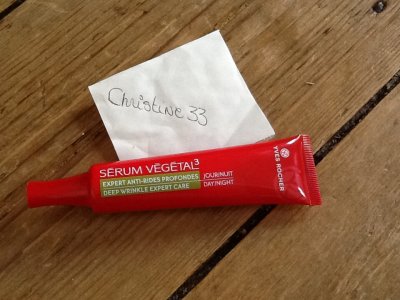 Christine 33
SÉRUM VÉGÉTAL³
EXPERT ANTI-RIDES PROFONDES
DEEP WRINKLE EXPERT CARE
JOUR/NUIT
DAY/NIGHT
YVES ROCHER